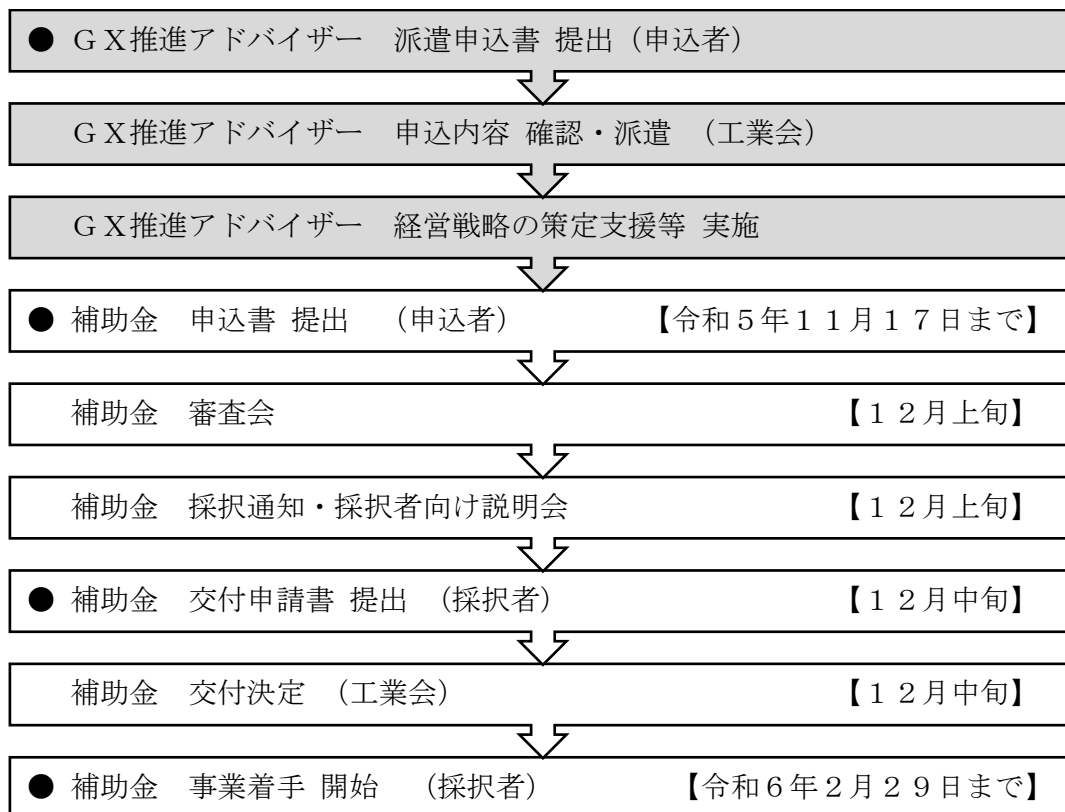 ● ＧＸ推進アドバイザー　派遣申込書 提出（申込者）
ＧＸ推進アドバイザー　申込内容 確認・派遣　（工業会）
ＧＸ推進アドバイザー　経営戦略の策定支援等 実施
● 補助金　申込書 提出　（申込者）　【令和５年１１月１７日まで】
補助金　審査会　【１２月上旬】
補助金　採択通知・採択者向け説明会　【１２月上旬】
● 補助金　交付申請書 提出　（採択者）　【１２月中旬】
補助金　交付決定　（工業会）　【１２月中旬】
● 補助金　事業着手 開始　（採択者）　【令和６年２月２９日まで】